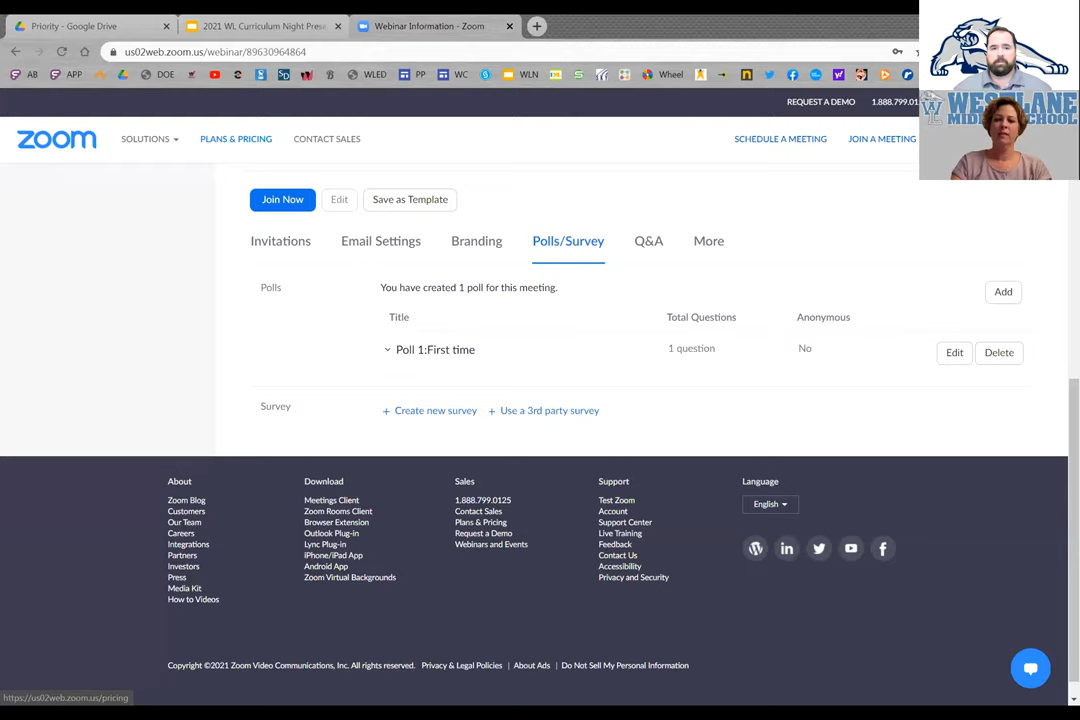 Priority - Google Drive
2021 WL Curriculum Night Prese
Webinar Information - Zoom
us02web.zoom.us/webinar/89630964864
AB
APP
DOE
WLED
PP
WC
WLN
Wheel
REQUEST A DEMO
1.888.799.01
zoom
SOLUTIONS
PLANS & PRICING
CONTACT SALES
SCHEDULE A MEETING
JOIN A MEETING
Join Now
Edit
Save as Template
Invitations
Email Settings
Branding
Polls/Survey
Q&A
More
Polls
You have created 1 poll for this meeting.
Add
Title
Total Questions
Anonymous
Poll 1:First time
1 question
No
Edit
Delete
Survey
+ Create new survey
+ Use a 3rd party survey
About
Zoom Blog
Customers
Our Team
Careers
Integrations
Partners
Investors
Press
Media Kit
How to Videos
Download
Meetings Client
Zoom Rooms Client
Browser Extension
Outlook Plug-in
Lync Plug-in
iPhone/iPad App
Android App
Zoom Virtual Backgrounds
Sales
1.888.799.0125
Contact Sales
Plans & Pricing
Request a Demo
Webinars and Events
Support
Test Zoom
Account
Support Center
Live Training
Feedback
Contact Us
Accessibility
Privacy and Security
Language
English
Copyright ©2021 Zoom Video Communications, Inc. All rights reserved. Privacy & Legal Policies | About Ads | Do Not Sell My Personal Information
https://us02web.zoom.us/pricing